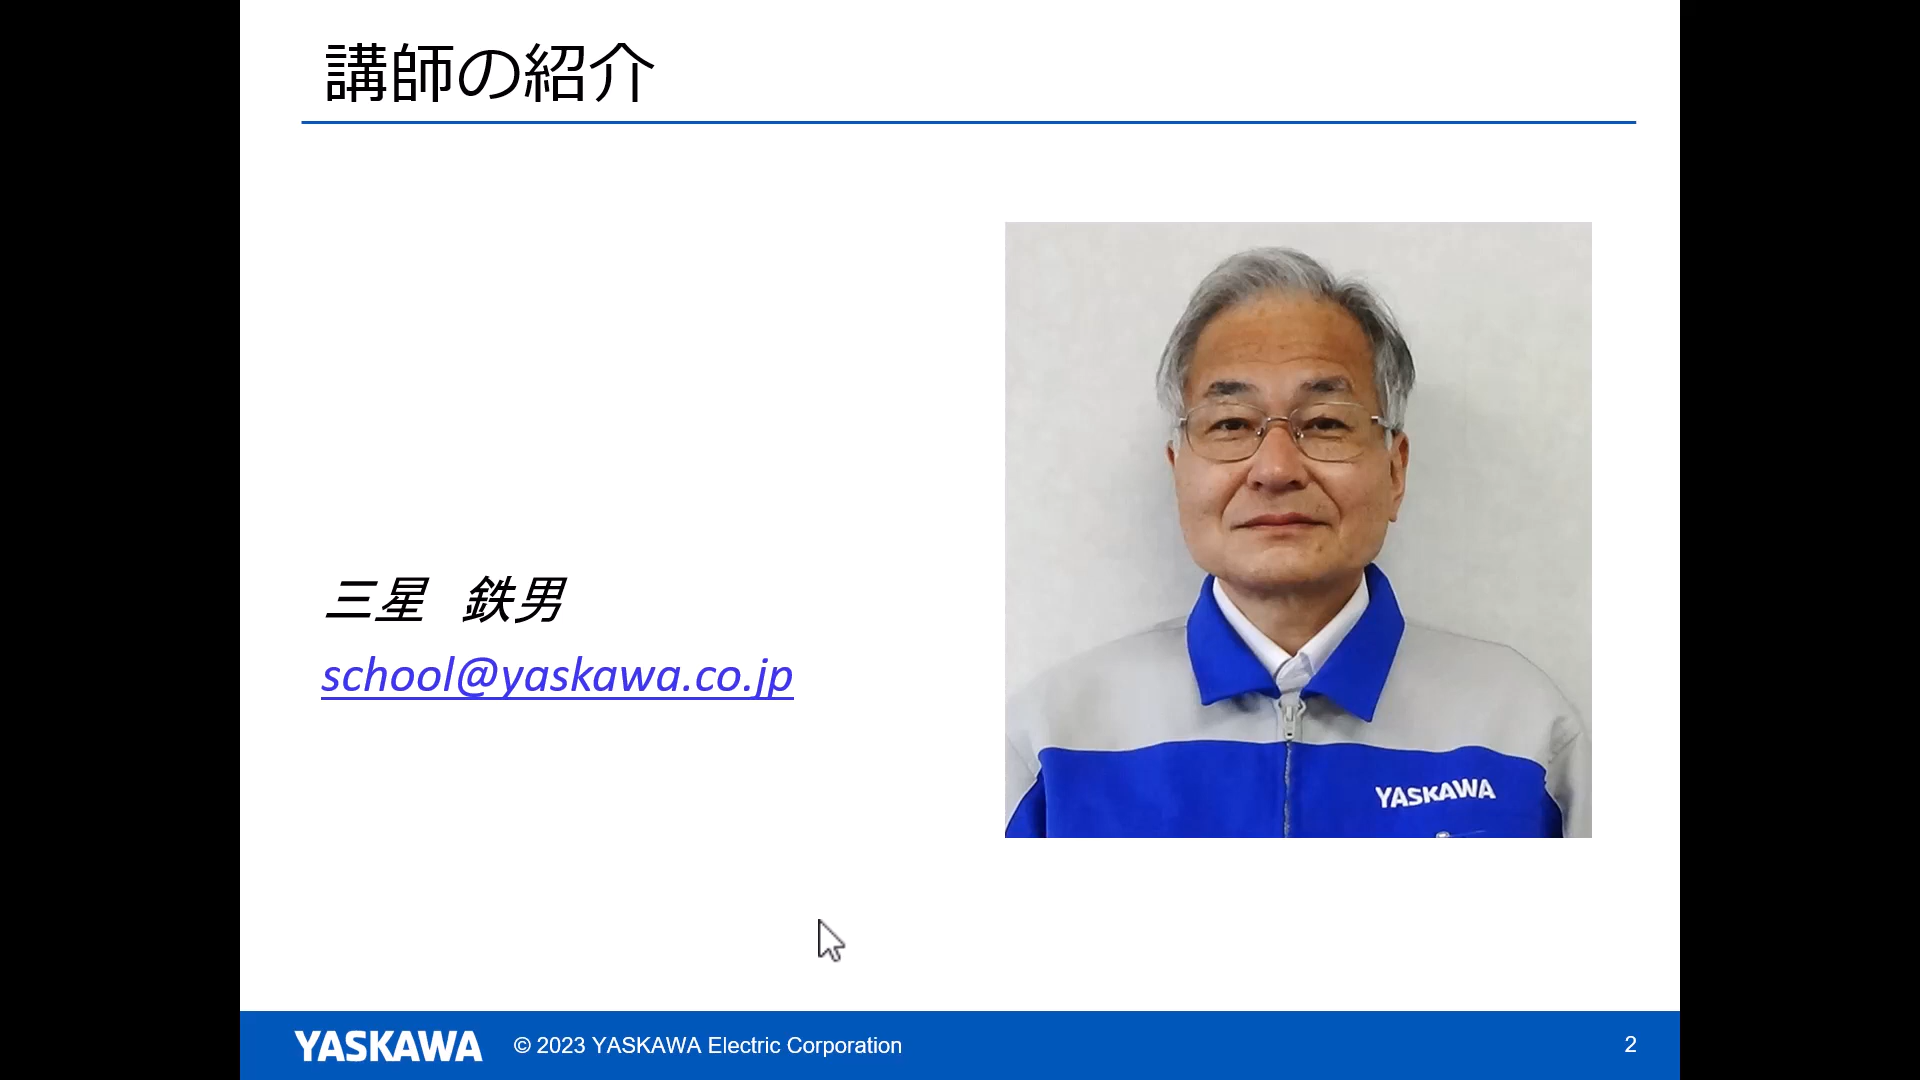 講師の紹介
三星　鉄男
school@yaskawa.co.jp
YASKAWA
YASKAWA © 2023 YASKAWA Electric Corporation 2